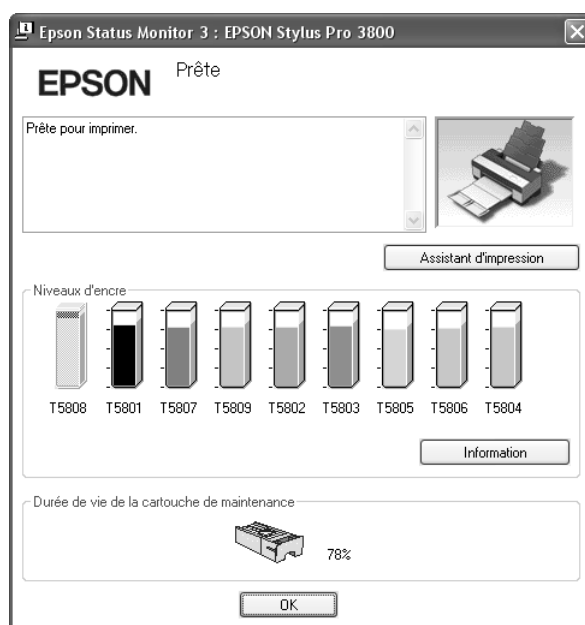 Epson Status Monitor 3 : EPSON Stylus Pro 3800
EPSON
Prête
Prête pour imprimer.
Assistant d'impression
Niveaux d'encre
T5808 T5801 T5807 T5809 T5802 T5803 T5805 T5806 T5804
Information
Durée de vie de la cartouche de maintenance
78%
OK